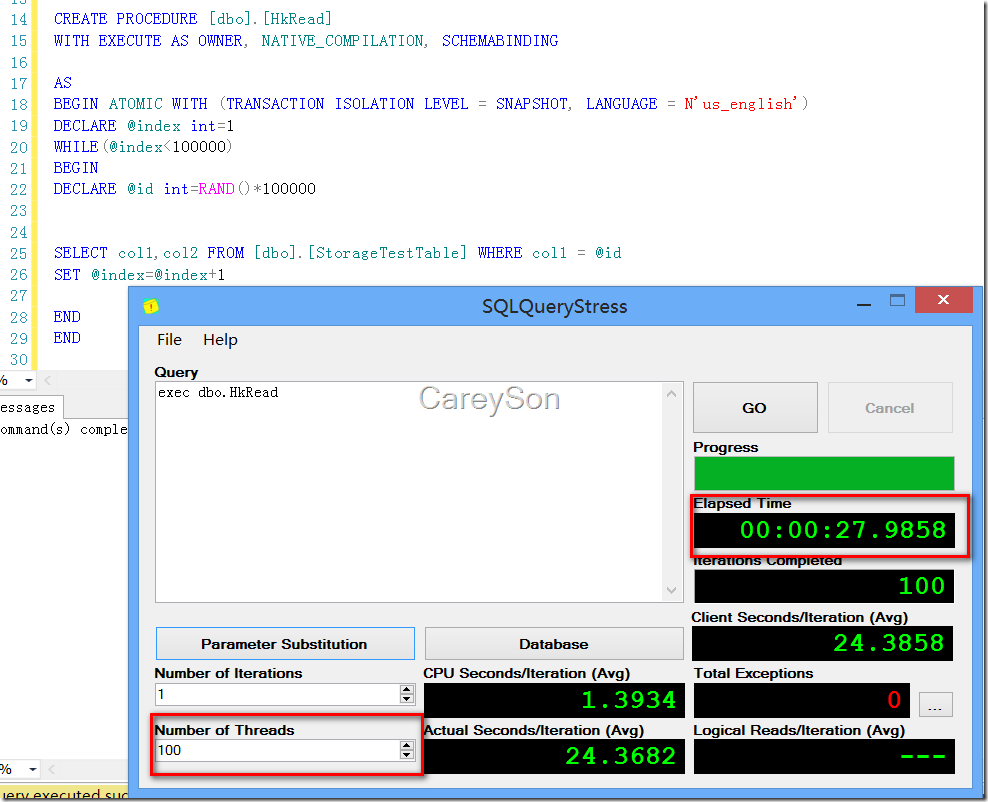 14 CREATE PROCEDURE [dbo].[HkRead]
15 WITH EXECUTE AS OWNER, NATIVE_COMPILATION, SCHEMABINDING
16
17 AS
18 BEGIN ATOMIC WITH (TRANSACTION ISOLATION LEVEL = SNAPSHOT, LANGUAGE = N'us_english')
19 DECLARE @index int=1
20 WHILE(@index<100000)
21 BEGIN
22 DECLARE @id int=RAND()*100000
23
24
25 SELECT col1,col2 FROM [dbo].[StorageTestTable] WHERE col1 = @id
26 SET @index=@index+1
27
28 END
29 END
30
%
essages
ommand(s) comple
SQLQueryStress
File Help
Query
exec dbo.HkRead
CareySon
GO Cancel
Progress
Elapsed Time
00:00:27.9858
Iterations Completed
100
Client Seconds/Iteration (Avg)
24.3858
Parameter Substitution Database
Number of Iterations CPU Seconds/Iteration (Avg) Total Exceptions
1 1.3934 0 ...
Number of Threads Actual Seconds/Iteration (Avg) Logical Reads/Iteration (Avg)
100 24.3682 ---
%
uery executed suc